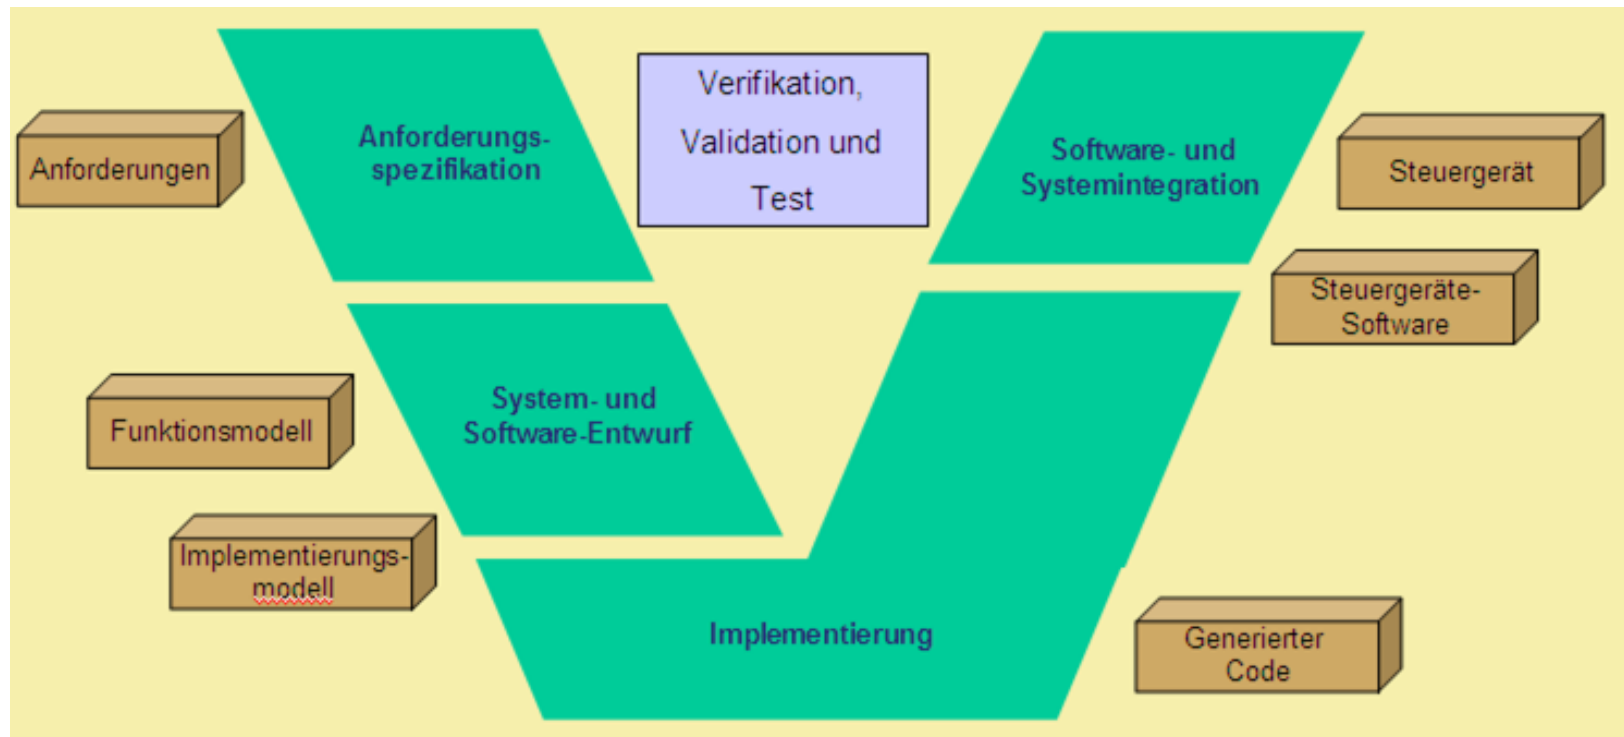 Verifikation,
Validation und
Test
Anforderungen
Anforderungs-
spezifikation
Software- und
Systemintegration
Steuergerät
Steuergeräte-
Software
Funktionsmodell
System- und
Software-Entwurf
Implementierungs-
modell
Implementierung
Generierter
Code